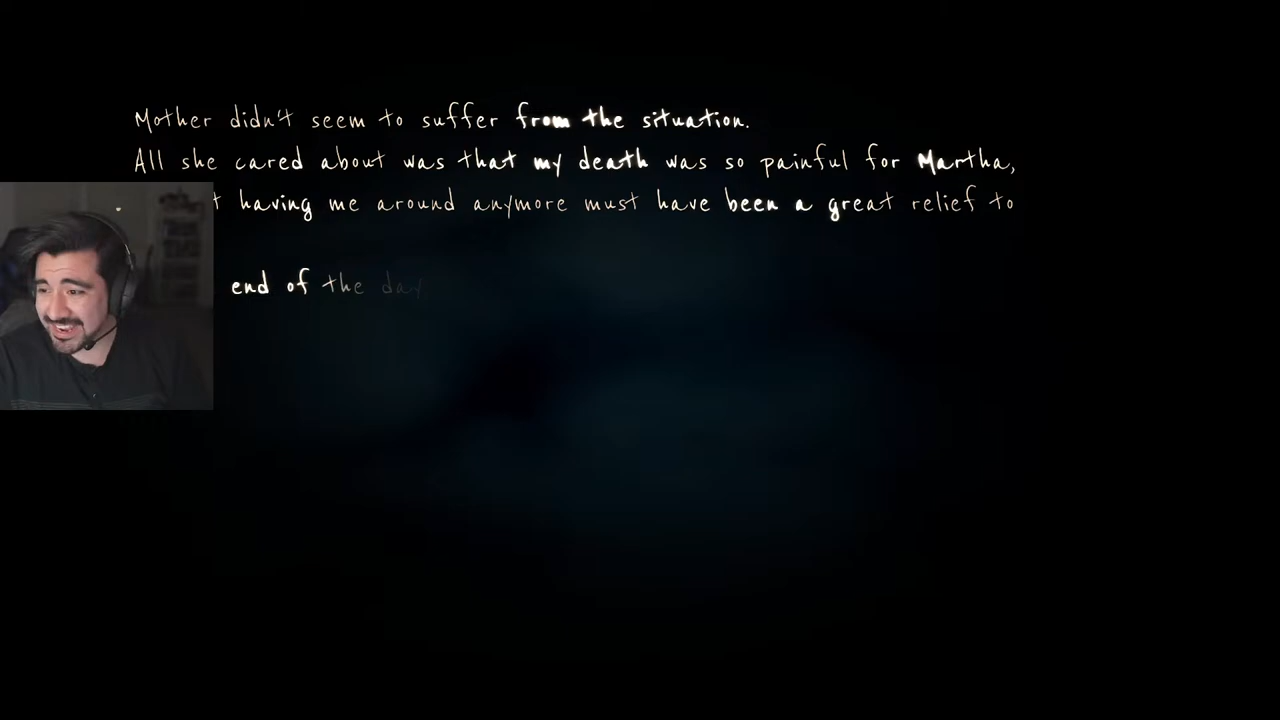 Mother didn't seem to suffer from the situation.
All she cared about was that my death was so painful for Martha,
having me around anymore must have been a great relief to
end of the day